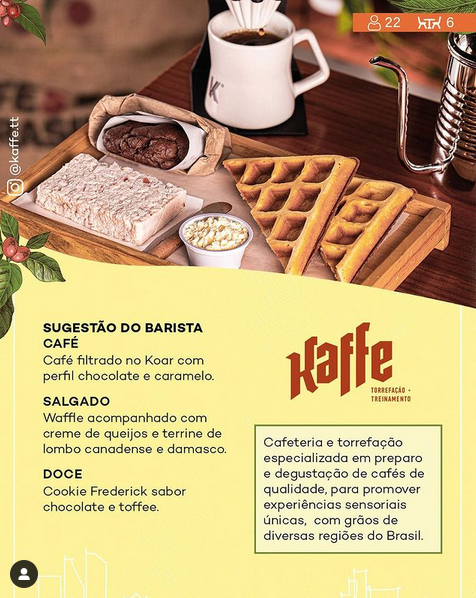 22 6
@kaffe.tt
K
SUGESTÃO DO BARISTA
CAFÉ
Café filtrado no Koar com
perfil chocolate e caramelo.
SALGADO
Waffle acompanhado com
creme de queijos e terrine de
lombo canadense e damasco.
DOCE
Cookie Frederick sabor
chocolate e toffee.
Kaffe
TORREFAÇÃO •
TREINAMENTO
Cafeteria e torrefação
especializada em preparo
e degustação de cafés de
qualidade, para promover
experiências sensoriais
únicas, com grãos de
diversas regiões do Brasil.